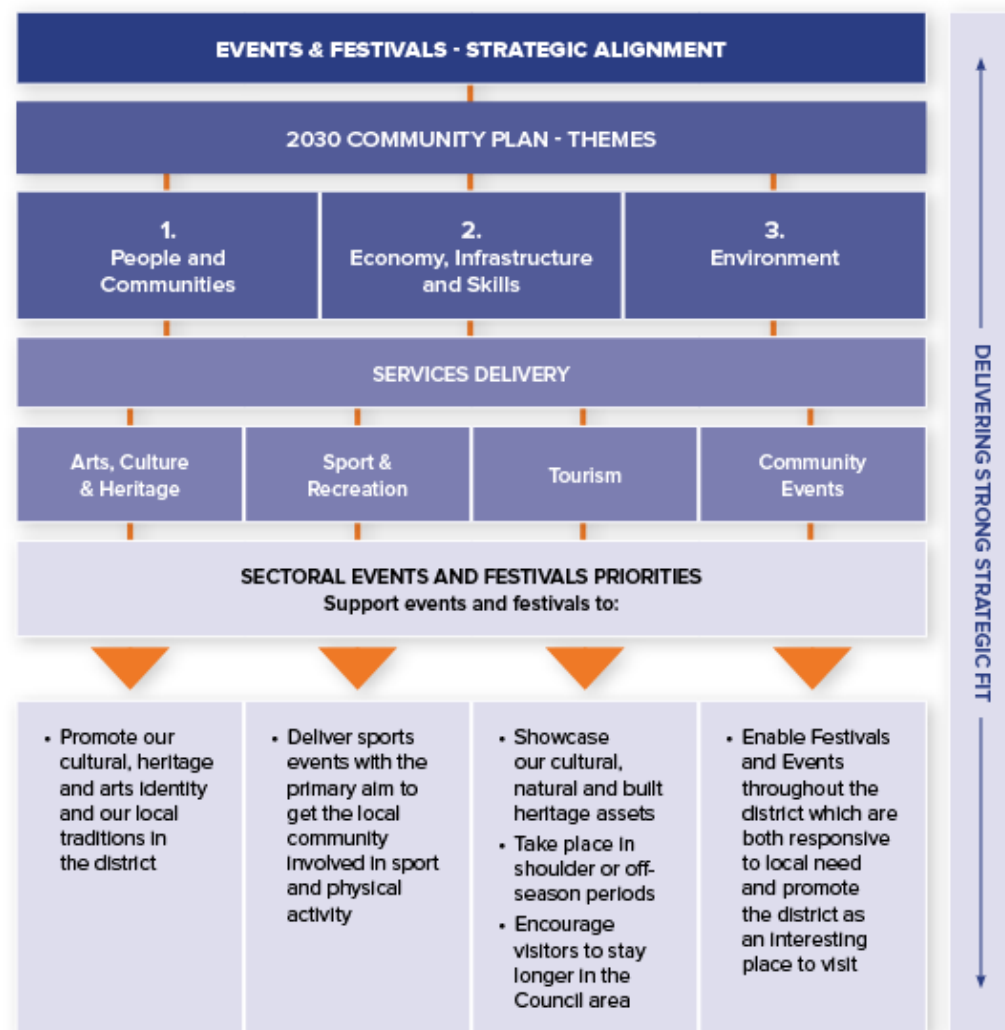 EVENTS & FESTIVALS - STRATEGIC ALIGNMENT
2030 COMMUNITY PLAN - THEMES
1.
People and
Communities
2.
Economy, Infrastructure
and Skills
3.
Environment
SERVICES DELIVERY
Arts, Culture
& Heritage
Sport &
Recreation
Tourism
Community
Events
SECTORAL EVENTS AND FESTIVALS PRIORITIES
Support events and festivals to:
• Promote our
cultural, heritage
and arts identity
and our local
traditions in
the district
• Deliver sports
events with the
primary aim to
get the local
community
involved in sport
and physical
activity
• Showcase
our cultural,
natural and built
heritage assets
• Take place in
shoulder or off-
season periods
• Encourage
visitors to stay
longer in the
Council area
• Enable Festivals
and Events
throughout the
district which are
both responsive
to local need
and promote
the district as
an interesting
place to visit
DELIVERING STRONG STRATEGIC FIT